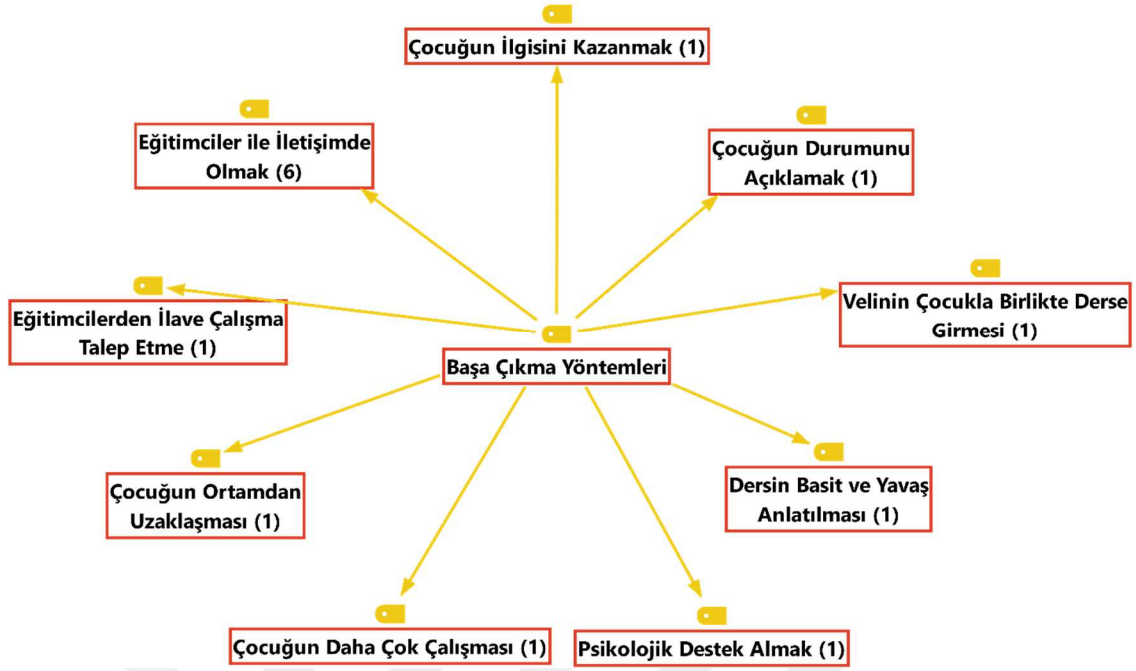 Çocuğun İlgisini Kazanmak (1)
Eğitimciler ile İletişimde
Olmak (6)
Çocuğun Durumunu
Açıklamak (1)
Eğitimcilerden İlave Çalışma
Talep Etme (1)
Velinin Çocukla Birlikte Derse
Girmesi (1)
Başa Çıkma Yöntemleri
Çocuğun Ortamdan
Uzaklaşması (1)
Dersin Basit ve Yavaş
Anlatılması (1)
Çocuğun Daha Çok Çalışması (1)
Psikolojik Destek Almak (1)